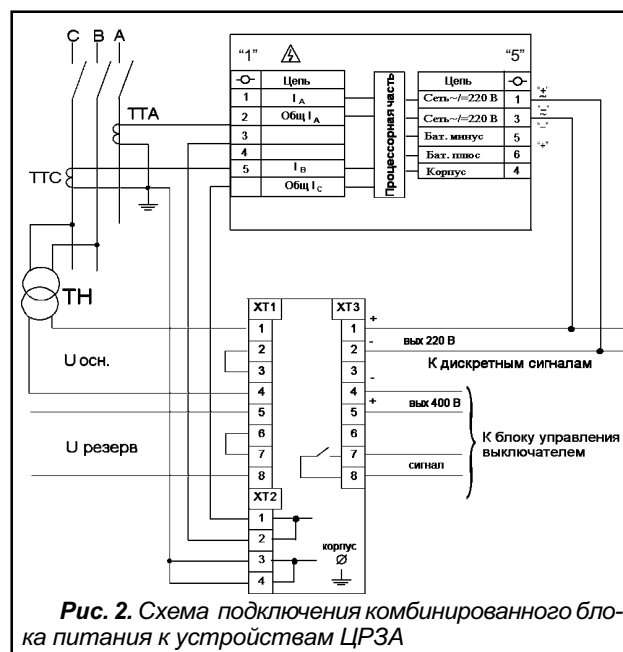 С В А
"1" "5"
Цепь Цепь
1 I A Сеть~/=220 В 1 "+" ~
2 Общ I A Сеть~/=220 В 3 "–" ~
3 Бат. минус 5 "–"
4 Бат. плюс 6 "+"
5 I B Корпус 4
Общ I C
Процессорная часть
ТТА
ТТС
ТН
XT1 XT3
1 1 +
вых 220 В
2 2 -
U осн.
К дискретным сигналам
3 3
4 4 -
вых 400 В
5 5 +
6 6
К блоку управления
выключателем
U резерв
7 7
сигнал
8 8
XT2
1
2
корпус
3
4
Рис. 2. Схема подключения комбинированного бло-
ка питания к устройствам ЦРЗА